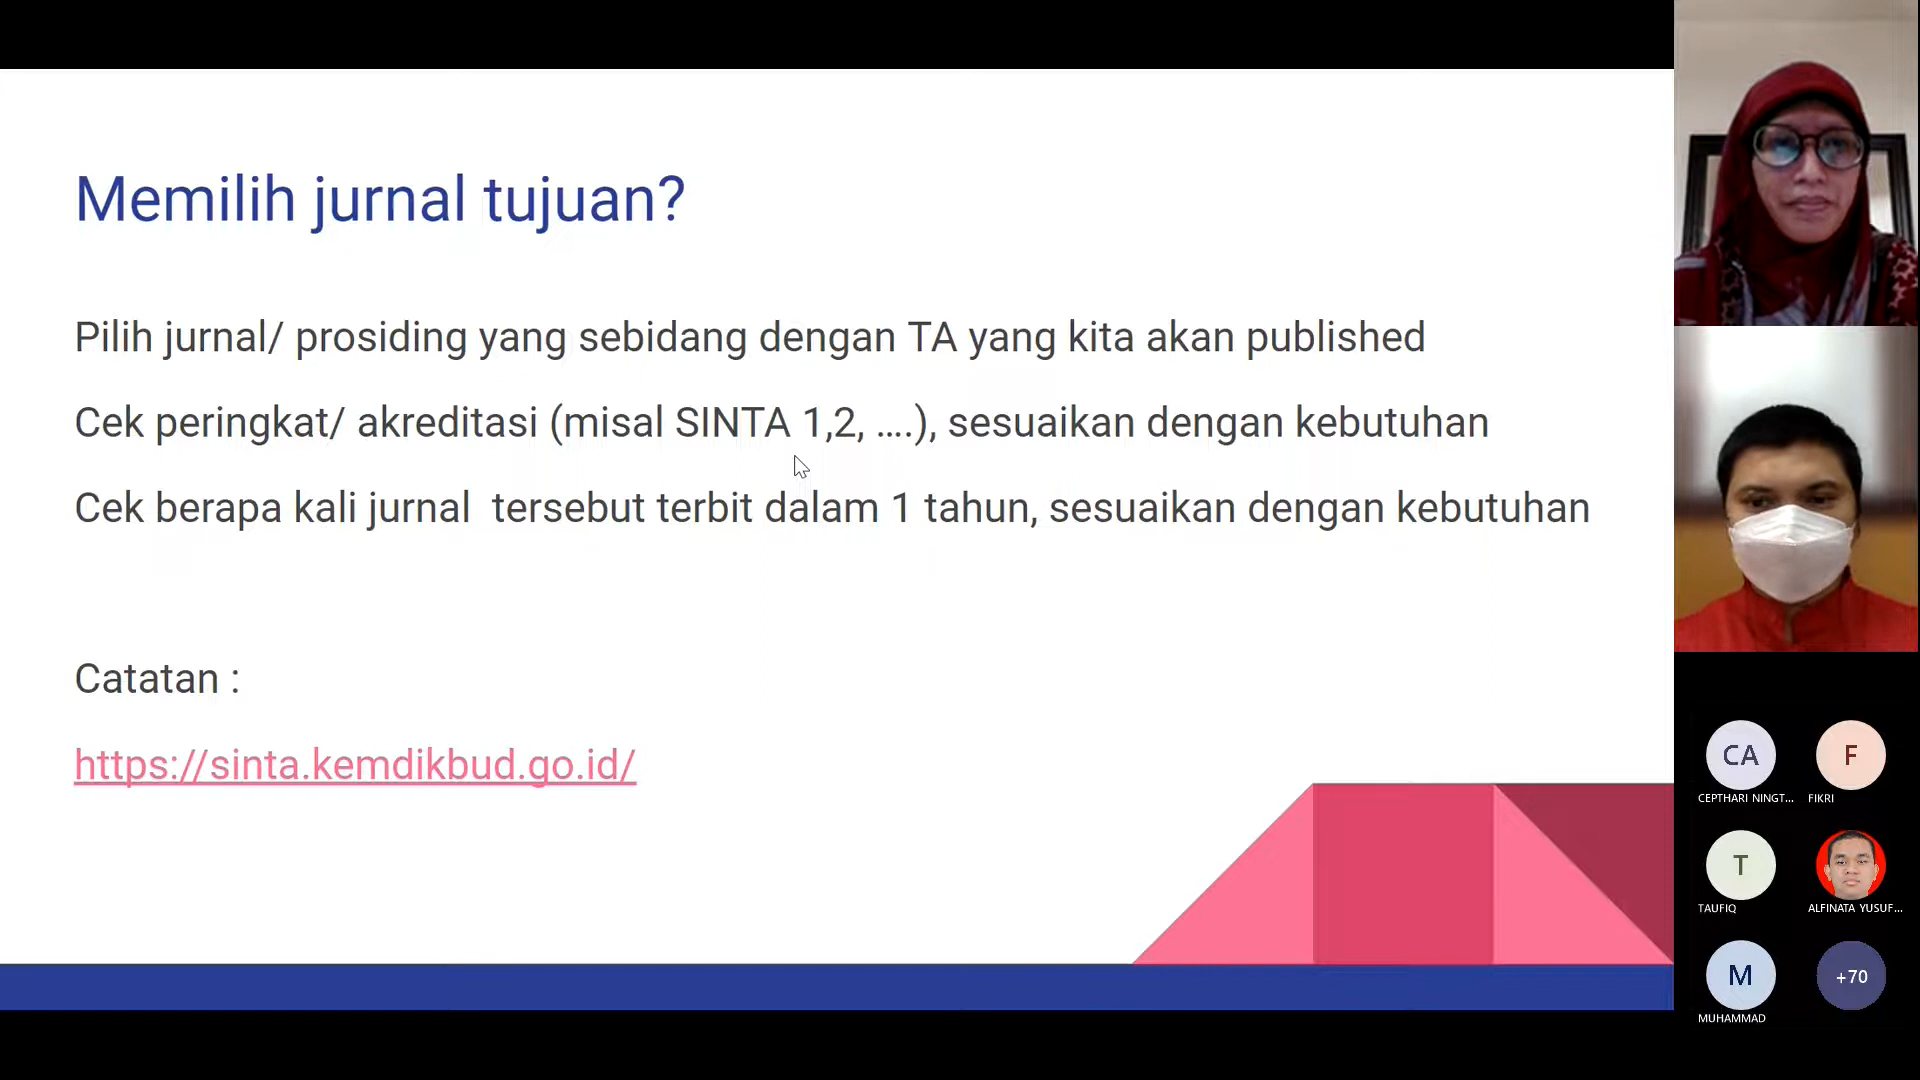 Memilih jurnal tujuan?
Pilih jurnal/ prosiding yang sebidang dengan TA yang kita akan published
Cek peringkat/ akreditasi (misal SINTA 1,2, ....), sesuaikan dengan kebutuhan
Cek berapa kali jurnal  tersebut terbit dalam 1 tahun, sesuaikan dengan kebutuhan
Catatan :
https://sinta.kemdikbud.go.id/
CA
CEPTHARI NINGT...
F
FIKRI
T
TAUFIQ
ALFINATA YUSUF...
M
MUHAMMAD
+70